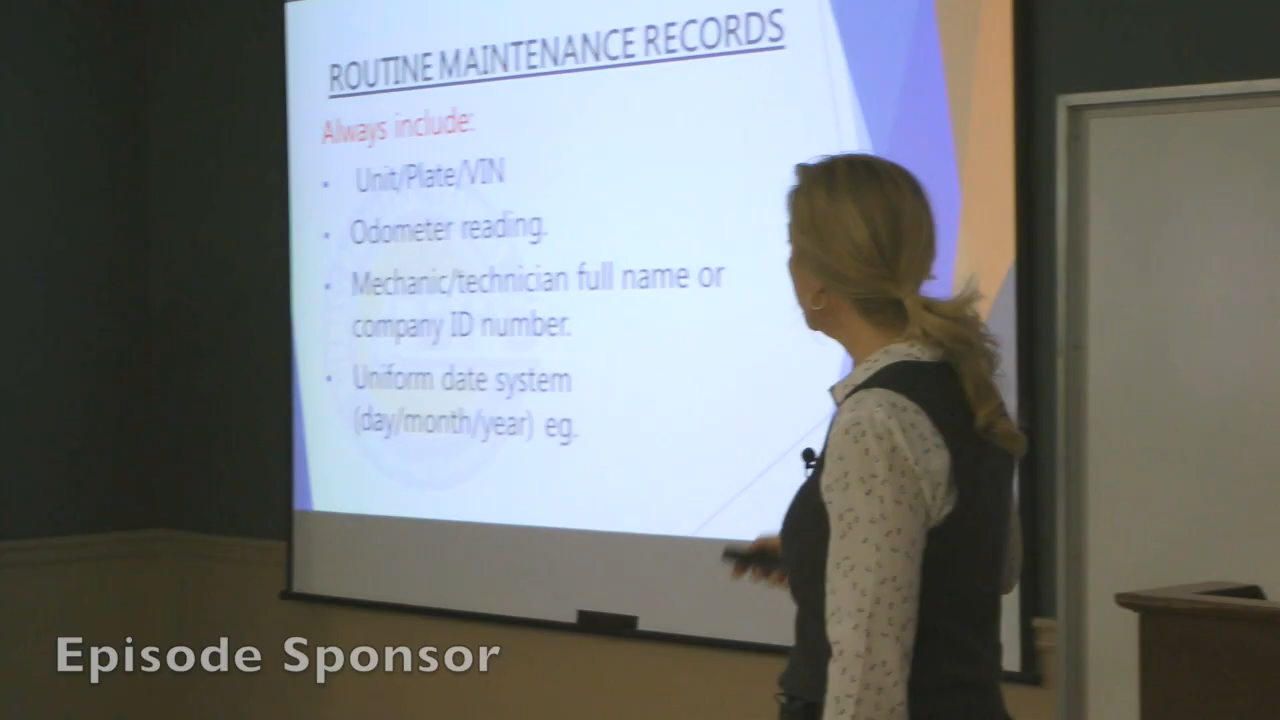 ROUTINE MAINTENANCE RECORDS
Always include:
• Unit/Plate/VIN
• Odometer reading.
• Mechanic/technician full name or
company ID number.
• Uniform date system
(day/month/year) eg.
Episode Sponsor